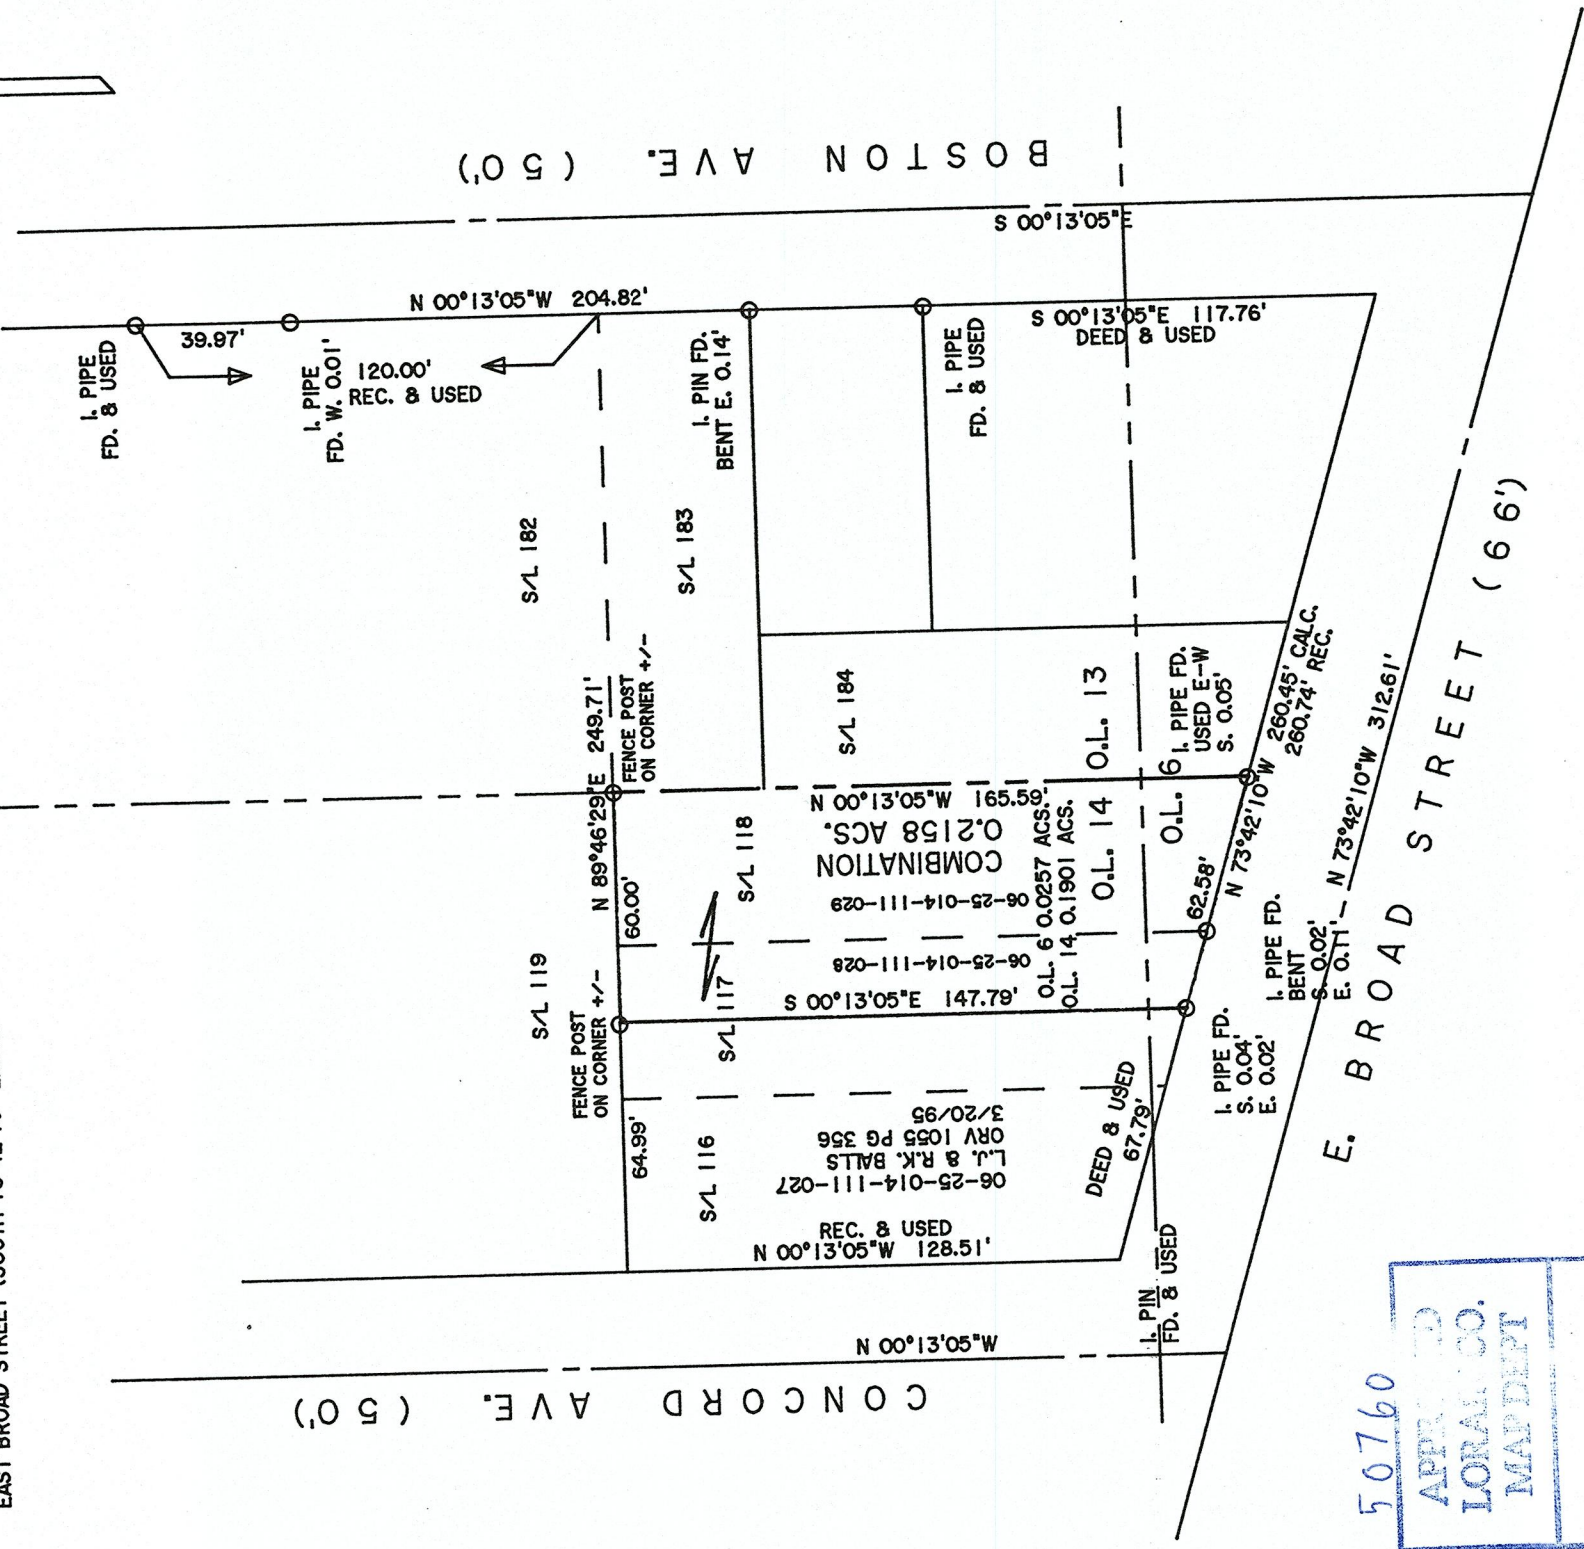 BOSTON AVE. (50')
S 00°13'05"E
N 00°13'05"W 204.82'
39.97'
I. PIPE
FD. & USED
I. PIPE
FD. W. 0.01'
120.00'
REC. & USED
I. PIN FD.
BENT E. 0.14'
I. PIPE
FD. & USED
S 00°13'05"E 117.76'
DEED & USED
S/L 182
S/L 183
S/L 184
FENCE POST
ON CORNER +/-
N 89°46'29"E 249.71'
O.L. 13
O.L. 6
I. PIPE FD.
USED E-W
S. 0.05'
260.45' CALC.
N 73°42'10"W
260.74' REC.
N 00°13'05"W 165.59'
COMBINATION
0.2158 ACS.
06-25-014-111-029
O.L. 6 0.0257 ACS.
O.L. 14 0.1901 ACS.
O.L. 14
S/L 118
60.00'
62.58'
S/L 119
06-25-014-111-028
S 00°13'05"E 147.79'
S/L 117
FENCE POST
ON CORNER +/-
I. PIPE FD.
BENT
S. 0.02'
E. 0.11'
I. PIPE FD.
S. 0.04'
E. 0.02'
64.99'
S/L 116
06-25-014-111-027
L.J. & R.K. BALLS
ORV 1055 PG 356
3/20/95
DEED & USED
67.79'
REC. & USED
N 00°13'05"W 128.51'
I. PIN
FD. & USED
N 73°42'10"W 312.61'
E. BROAD STREET (66')
N 00°13'05"W
CONCORD AVE. (50')
EAST BROAD STREET
50760
LORAIN CO.
MAP DEPT